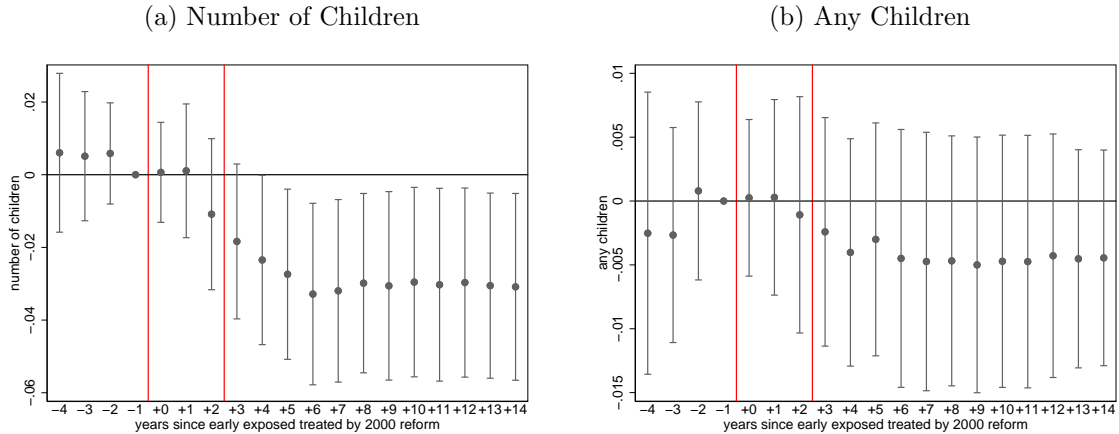 (a) Number of Children
number of children
.02
0
-.02
-.04
-.06
−4 −3 −2 −1 +0 +1 +2 +3 +4 +5 +6 +7 +8 +9 +10 +11 +12 +13 +14
years since early exposed treated by 2000 reform
(b) Any Children
any children
.01
.005
0
-.005
-.01
-.015
−4 −3 −2 −1 +0 +1 +2 +3 +4 +5 +6 +7 +8 +9 +10 +11 +12 +13 +14
years since early exposed treated by 2000 reform